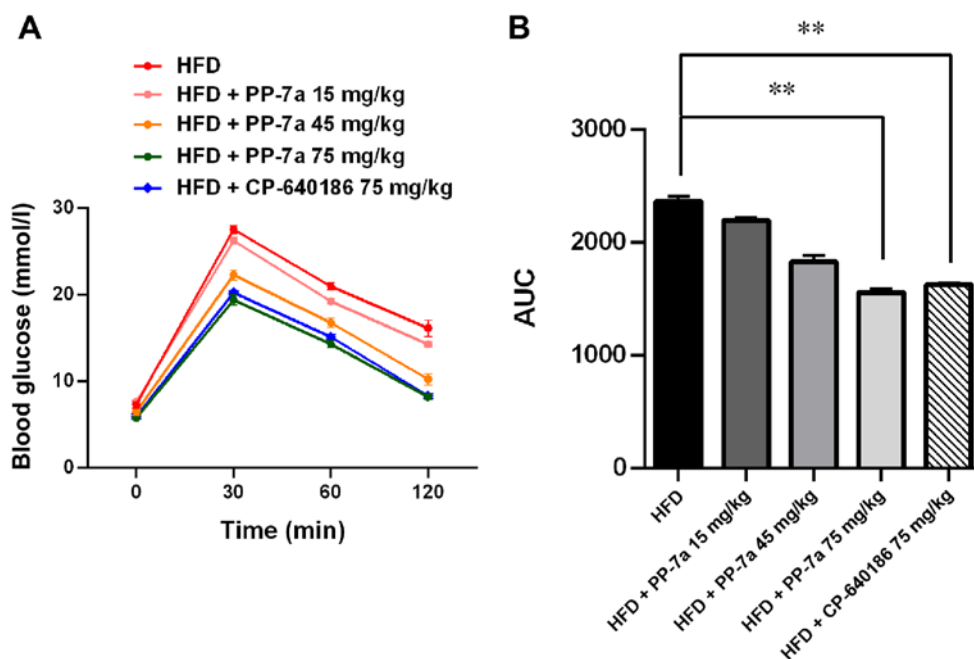 A
HFD
HFD + PP-7a 15 mg/kg
HFD + PP-7a 45 mg/kg
HFD + PP-7a 75 mg/kg
HFD + CP-640186 75 mg/kg
Blood glucose (mmol/l)
30
20
10
0
0 30 60 120
Time (min)
B
**
**
AUC
3000
2000
1000
0
HFD
HFD + PP-7a 15 mg/kg
HFD + PP-7a 45 mg/kg
HFD + PP-7a 75 mg/kg
HFD + CP-640186 75 mg/kg